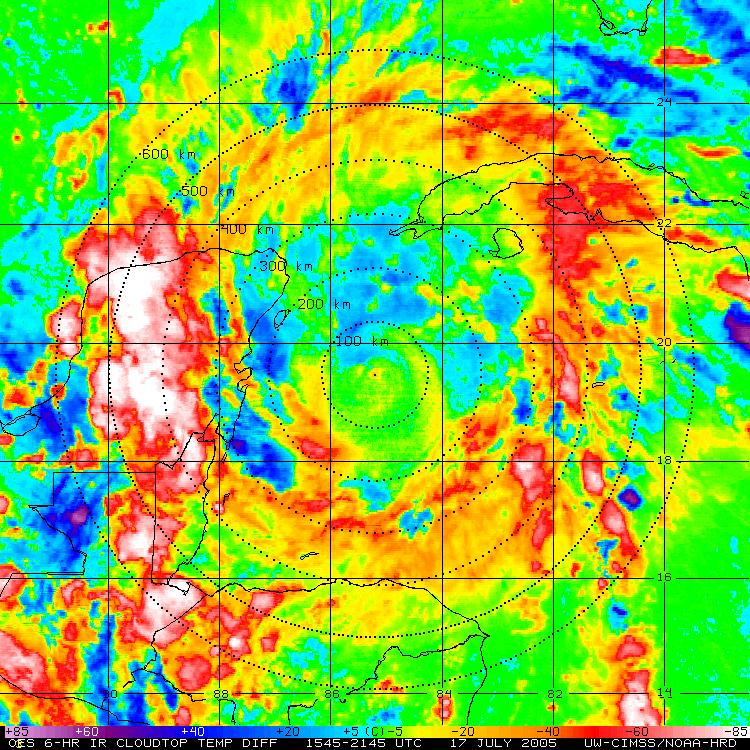 24
600 km
500 km
22
400 km
300 km
200 km
20
100 km
18
16
90 88 86 84 82 14
+85 +60 +40 +20 +5 (C) -5 -20 -40 -60 -85
GOES 6-HR IR CLOUDTOP TEMP DIFF 1545-2145 UTC 17 JULY 2005 UW-CIMSS/NOAA-HRD